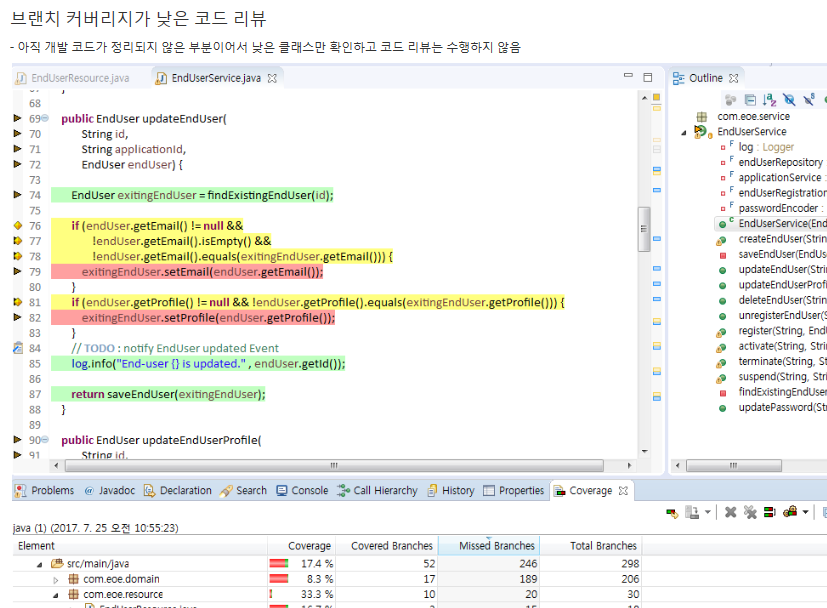 브랜치 커버리지가 낮은 코드 리뷰
- 아직 개발 코드가 정리되지 않은 부분이어서 낮은 클래스만 확인하고 코드 리뷰는 수행하지 않음
EndUserResource.java
EndUserService.java
68
69 public EndUser updateEndUser(
70 String id,
71 String applicationId,
72 EndUser endUser) {
73
74 EndUser exitingEndUser = findExistingEndUser(id);
75
76 if (endUser.getEmail() != null &&
77 !endUser.getEmail().isEmpty() &&
78 !endUser.getEmail().equals(exitingEndUser.getEmail())) {
79 exitingEndUser.setEmail(endUser.getEmail());
80 }
81 if (endUser.getProfile() != null && !endUser.getProfile().equals(exitingEndUser.getProfile())) {
82 exitingEndUser.setProfile(endUser.getProfile());
83 }
84 // TODO : notify EndUser updated Event
85 log.info("End-user {} is updated." , endUser.getId());
86
87 return saveEndUser(exitingEndUser);
88 }
89
90 public EndUser updateEndUserProfile(
91 String id,
Outline
com.eoe.service
EndUserService
log : Logger
endUserRepository
applicationService :
endUserRegistration
passwordEncoder :
EndUserService(End
createEndUser(Strin
saveEndUser(EndUse
updateEndUser(Strin
updateEndUserProfi
deleteEndUser(String
unregisterEndUser(
register(String, End
activate(String, Strin
terminate(String, St
suspend(String, Stri
findExistingEndUser
updatePassword(St
Problems @ Javadoc Declaration Search Console Call Hierarchy History Properties Coverage
java (1) (2017. 7. 25 오전 10:55:23)
Element Coverage Covered Branches Missed Branches Total Branches
src/main/java 17.4 % 52 246 298
com.eoe.domain 8.3 % 17 189 206
com.eoe.resource 33.3 % 10 20 30